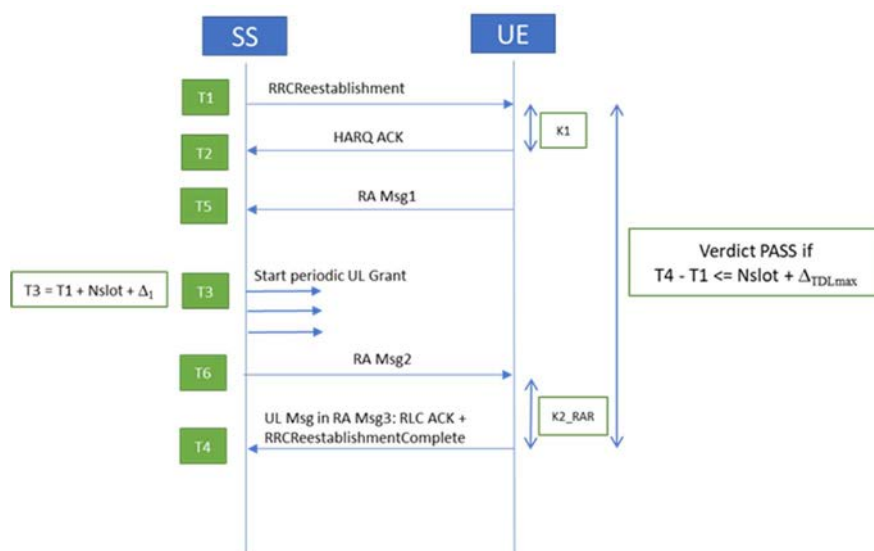 SS
UE
T1
RRCReestablishment
K1
T2
HARQ ACK
T5
RA Msg1
Verdict PASS if
T4 - T1 <= Nslot + ΔTDLmax
Start periodic UL Grant
T3 = T1 + Nslot + Δ1
T3
T6
RA Msg2
K2_RAR
UL Msg in RA Msg3: RLC ACK +
RRCReestablishmentComplete
T4